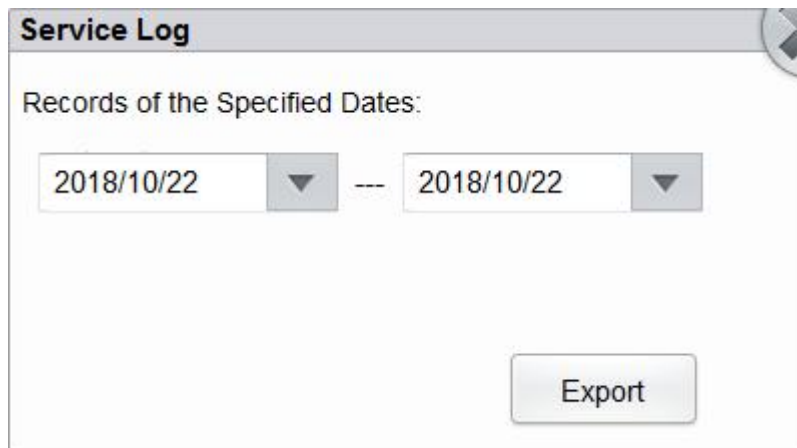 Service Log
Records of the Specified Dates:
2018/10/22 --- 2018/10/22
Export